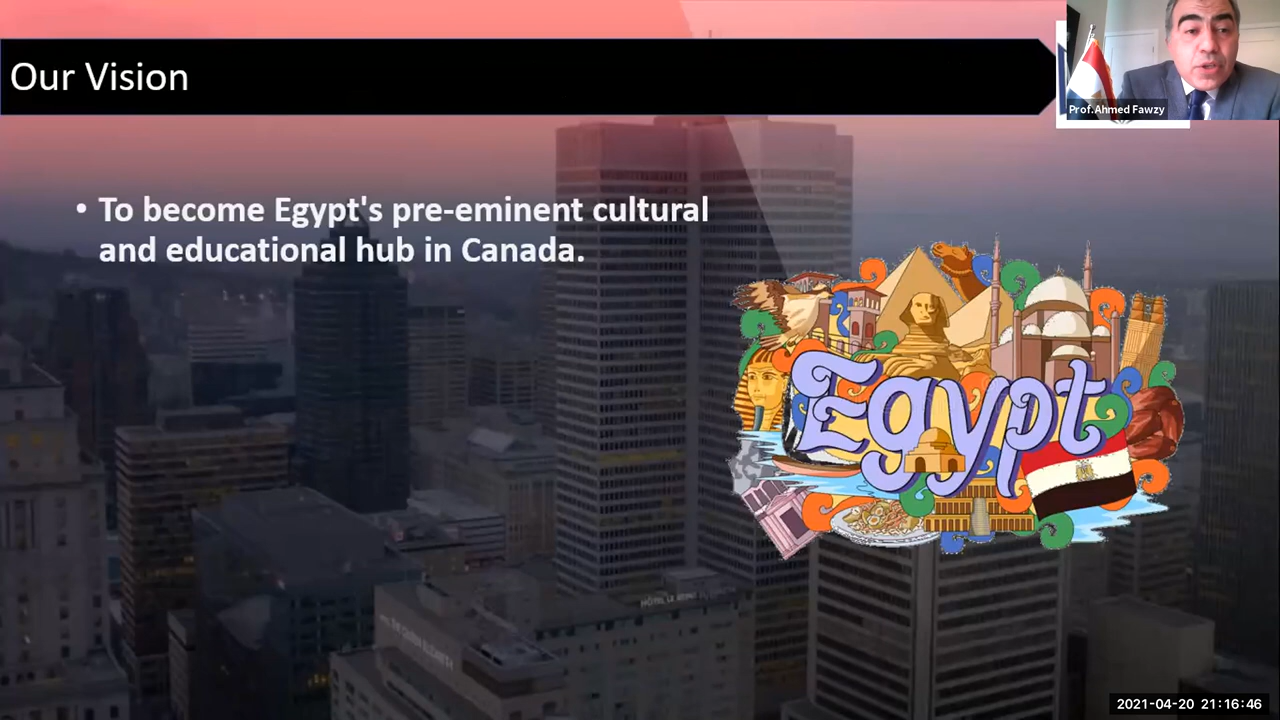 Our Vision
Prof.Ahmed Fawzy
• To become Egypt's pre-eminent cultural
and educational hub in Canada.
Egypt
2021-04-20 21:16:46